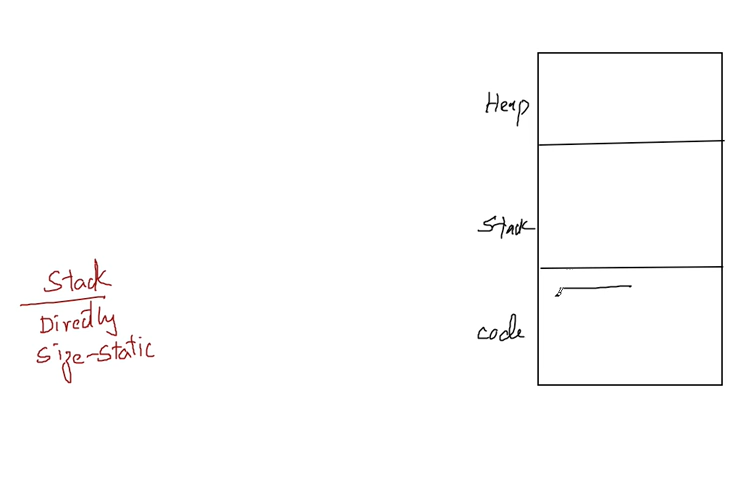 Heap
Stack
code
Stack
Directly
Size-Static